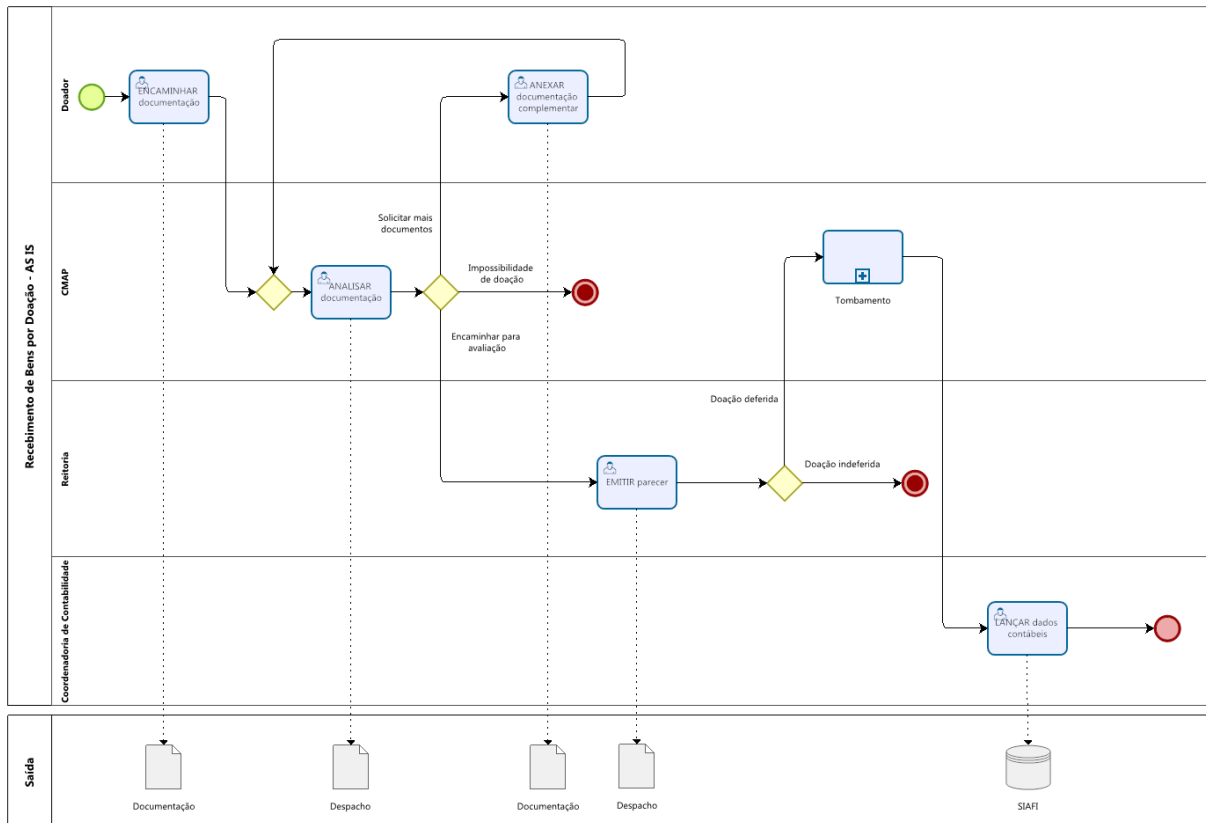 Recebimento de Bens por Doação - AS IS
Doador
ENCAMINHAR
documentação
ANEXAR
documentação
complementar
CMAP
Solicitar mais
documentos
ANALISAR
documentação
Impossibilidade
de doação
Encaminhar para
avaliação
Tombamento
Reitoria
Doação deferida
EMITIR parecer
Doação indeferida
Coordenadoria de Contabilidade
LANÇAR dados
contábeis
Saída
Documentação
Despacho
Documentação
Despacho
SIAFI